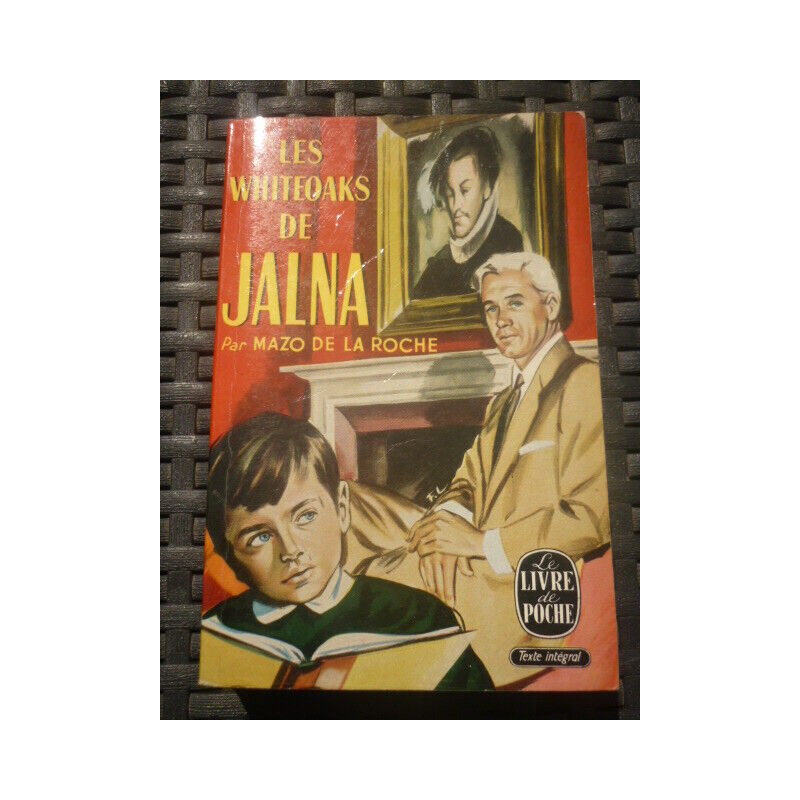 LES
WHITEOAKS
DE
JALNA
Par MAZO DE LA ROCHE
F.L
Le
LIVRE
de
POCHE
Texte intégral